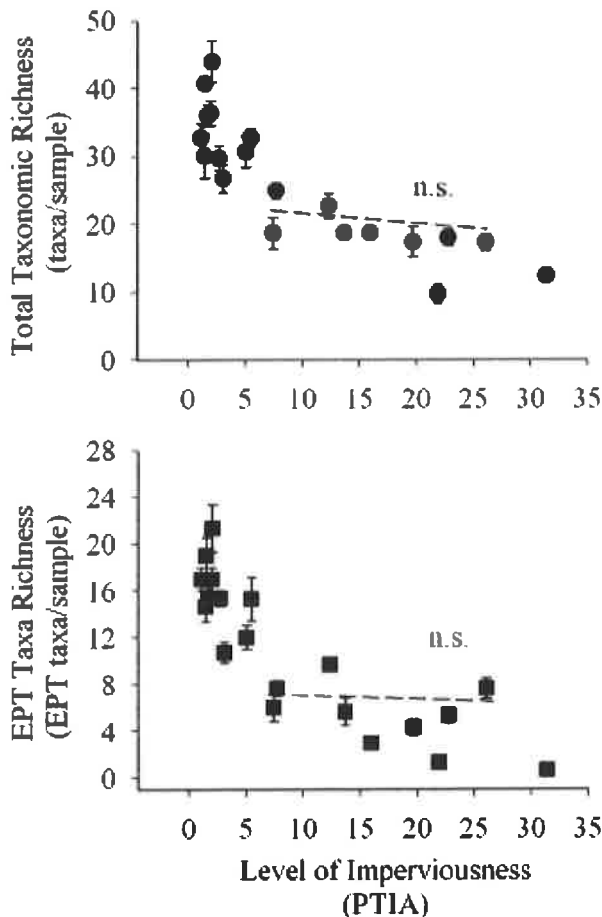 50
40
30
20
10
0
Total Taxonomic Richness
(taxa/sample)
n.s.
0 5 10 15 20 25 30 35
28
24
20
16
12
8
4
0
EPT Taxa Richness
(EPT taxa/sample)
n.s.
0 5 10 15 20 25 30 35
Level of Imperviousness
(PTIA)